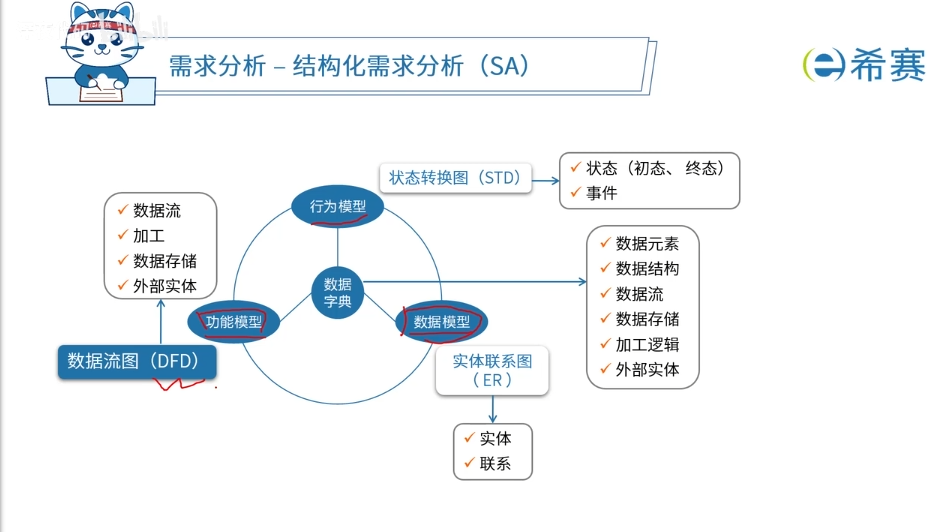 需求分析 – 结构化需求分析（SA）
希赛
状态转换图（STD）
状态（初态、终态）
事件
行为模型
数据流
加工
数据存储
外部实体
数据
字典
数据元素
数据结构
数据流
数据存储
加工逻辑
外部实体
功能模型
数据模型
数据流图（DFD）
实体联系图
（ER）
实体
联系